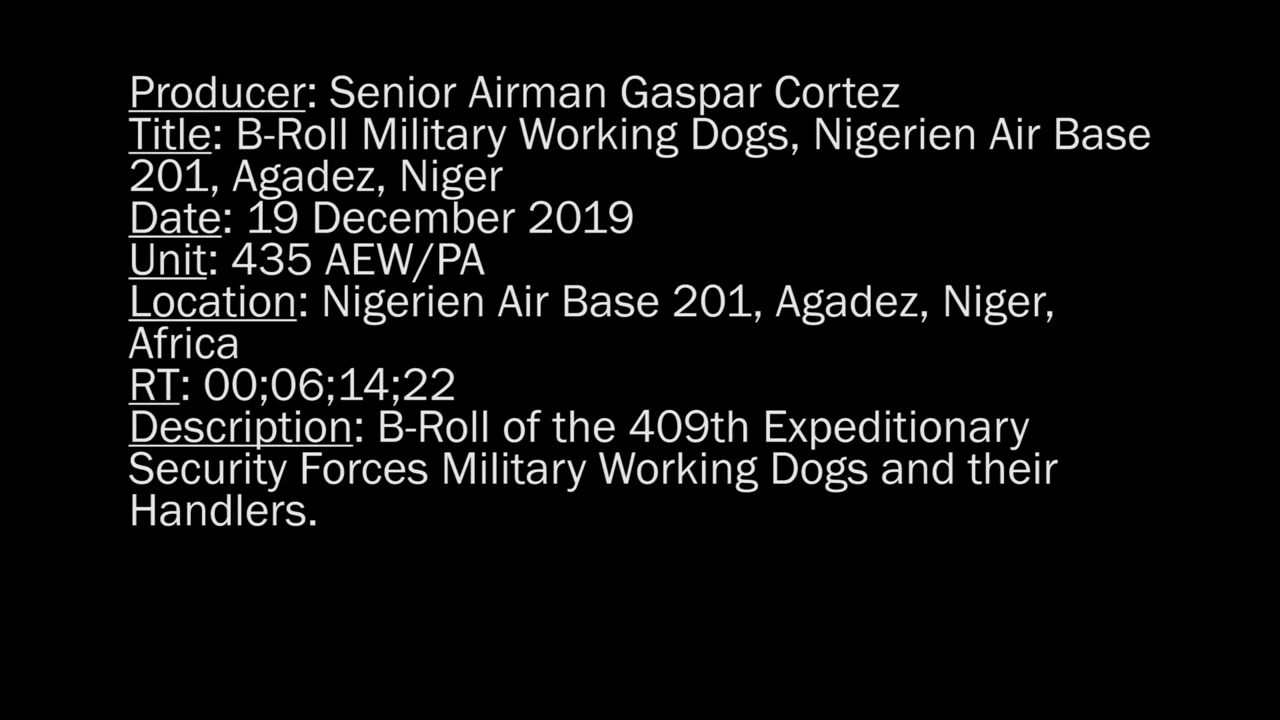 Producer: Senior Airman Gaspar Cortez
Title: B-Roll Military Working Dogs, Nigerien Air Base
201, Agadez, Niger
Date: 19 December 2019
Unit: 435 AEW/PA
Location: Nigerien Air Base 201, Agadez, Niger,
Africa
RT: 00;06;14;22
Description: B-Roll of the 409th Expeditionary
Security Forces Military Working Dogs and their
Handlers.